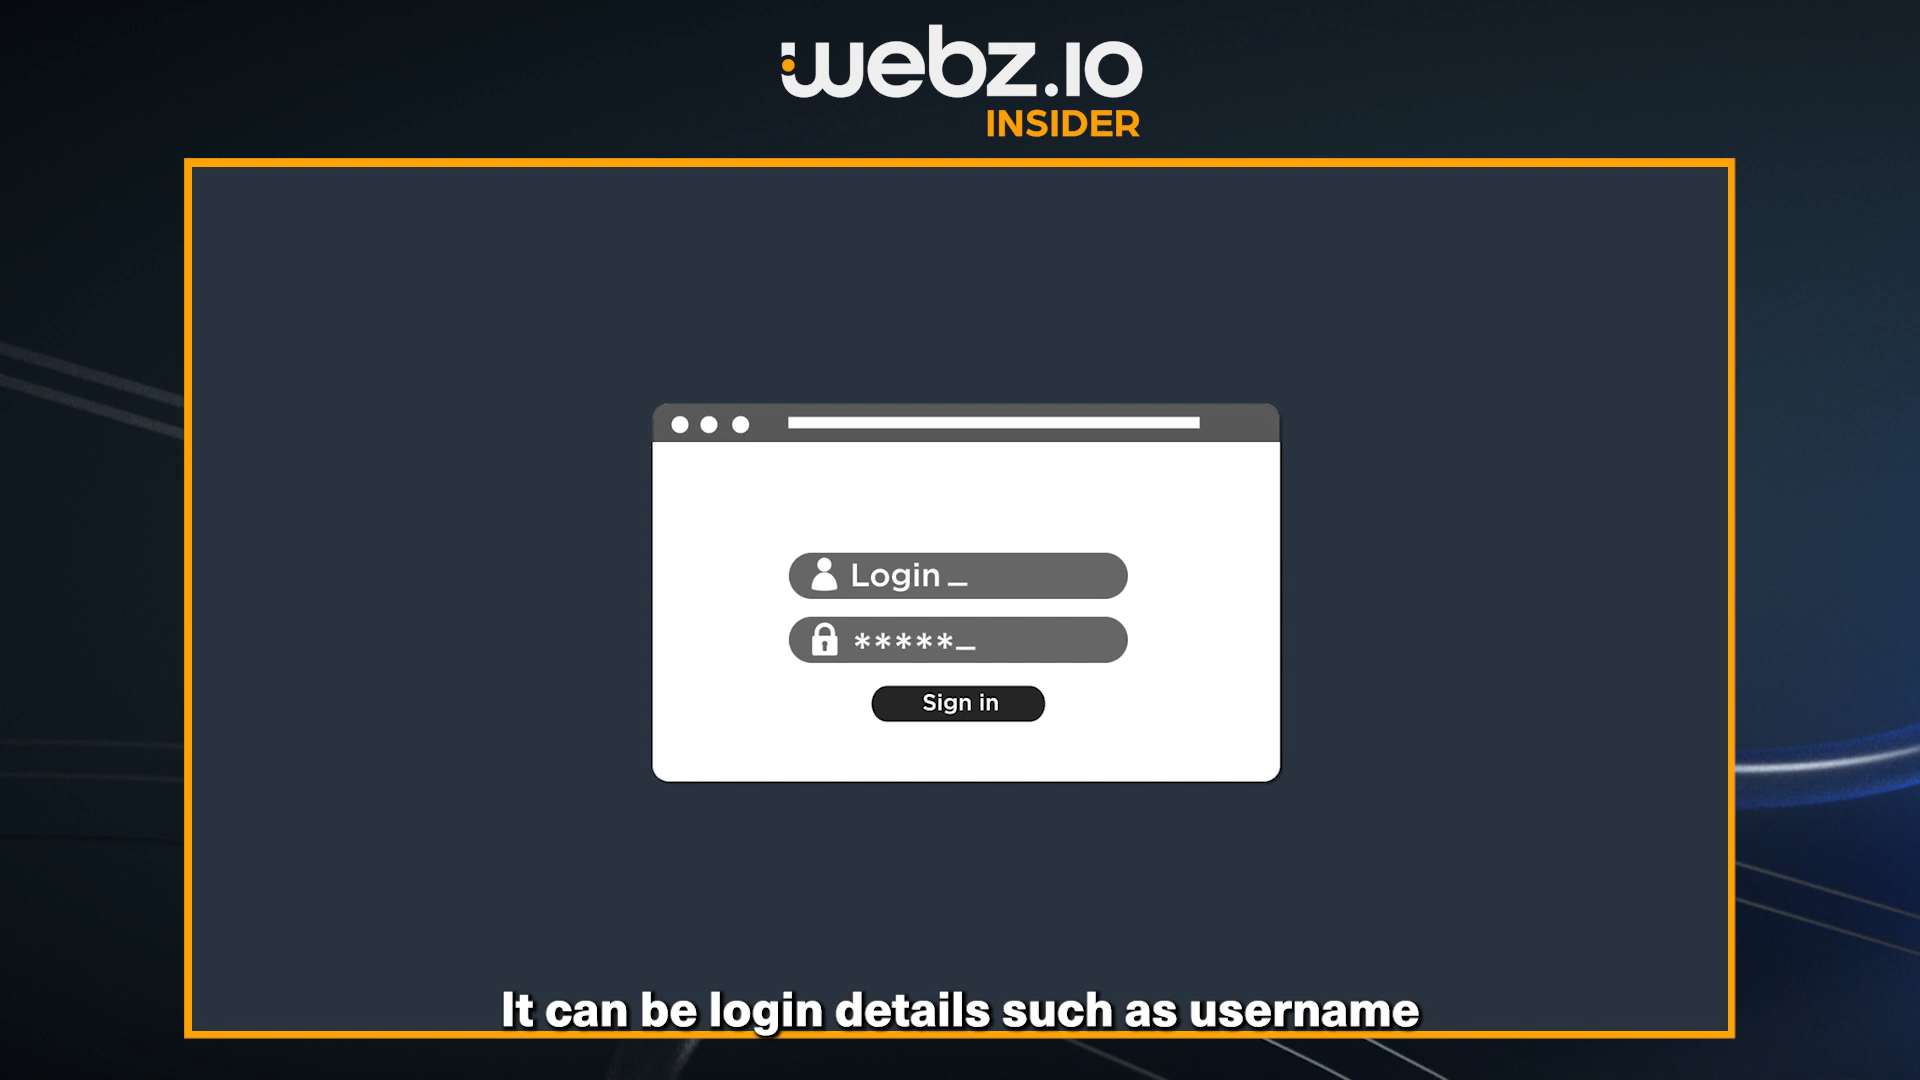 webz.io
INSIDER
Login _
*****_
Sign in
It can be login details such as username